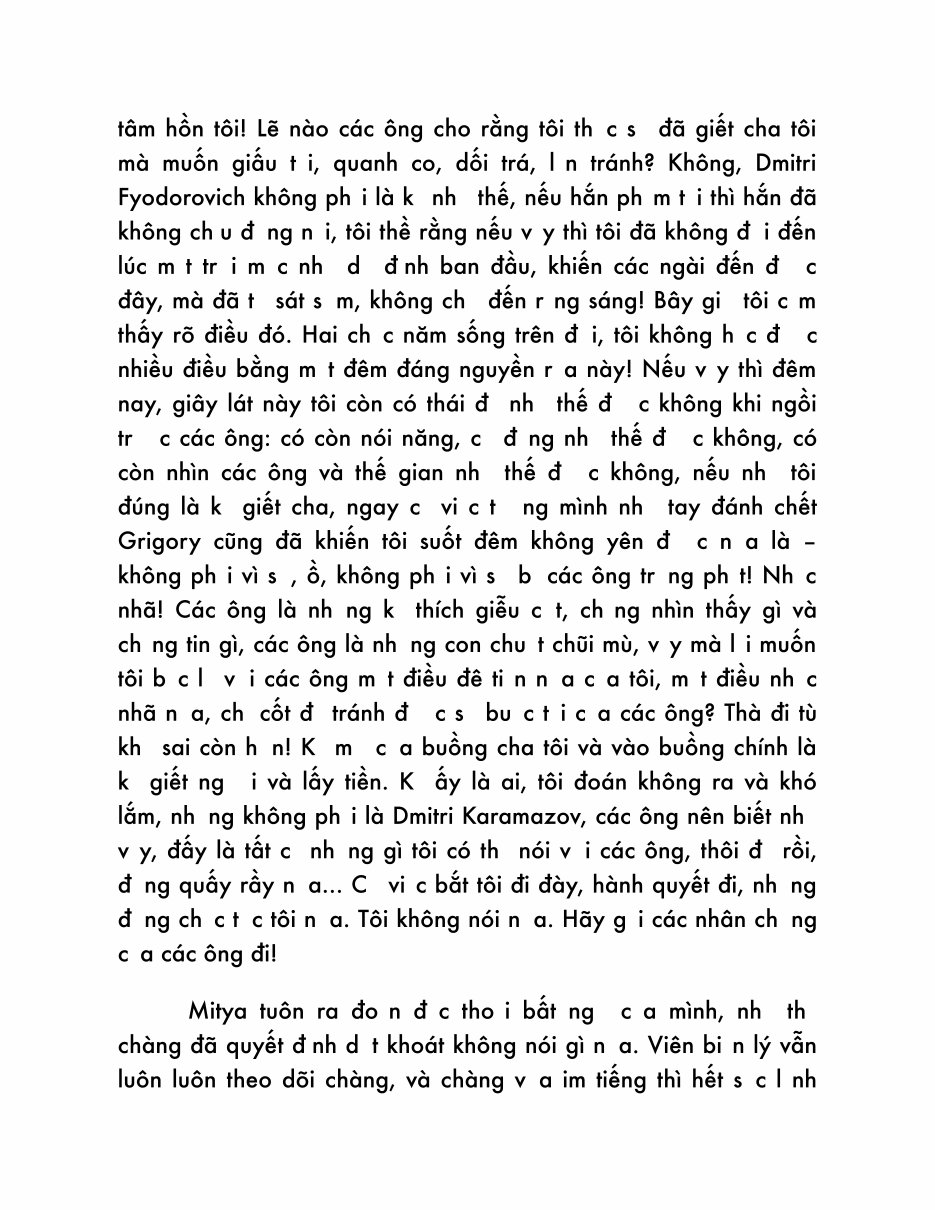 tâm hồn tôi! Lẽ nào các ông cho rằng tôi th c s đã giết cha tôi
mà muốn giấu t i, quanh co, dối trá, l n tránh? Không, Dmitri
Fyodorovich không ph i là k nh thế, nếu hắn ph m t i thì hắn đã
không ch u đ ng n i, tôi thề rằng nếu v y thì tôi đã không đ i đến
lúc m t tr i m c nh d đ nh ban đầu, khiến các ngài đến đ c
đây, mà đã t sát s m, không ch đến r ng sáng! Bây gi tôi c m
thấy rõ điều đó. Hai ch c năm sống trên đ i, tôi không h c đ c
nhiều điều bằng m t đêm đáng nguyền r a này! Nếu v y thì đêm
nay, giây lát này tôi còn có thái đ nh thế đ c không khi ngồi
tr c các ông: có còn nói năng, c đ ng nh thế đ c không, có
còn nhìn các ông và thế gian nh thế đ c không, nếu nh tôi
đúng là k giết cha, ngay c vi c t ng mình nh tay đánh chết
Grigory cũng đã khiến tôi suốt đêm không yên đ c n a là –
không ph i vì s , ồ, không ph i vì s b các ông tr ng ph t! Nh c
nhã! Các ông là nh ng k thích giễu c t, ch ng nhìn thấy gì và
ch ng tin gì, các ông là nh ng con chu t chũi mù, v y mà l i muốn
tôi b c l v i các ông m t điều đê ti n n a c a tôi, m t điều nh c
nhã n a, ch cốt đ tránh đ c s bu c t i c a các ông? Thà đi tù
kh sai còn h n! K m c a buồng cha tôi và vào buồng chính là
k giết ng i và lấy tiền. K ấy là ai, tôi đoán không ra và khó
lắm, nh ng không ph i là Dmitri Karamazov, các ông nên biết nh
v y, đấy là tất c nh ng gì tôi có th nói v i các ông, thôi đ rồi,
đ ng quấy rầy n a... C vi c bắt tôi đi đày, hành quyết đi, nh ng
đ ng ch c t c tôi n a. Tôi không nói n a. Hãy g i các nhân ch ng
c a các ông đi!
Mitya tuôn ra đo n đ c tho i bất ng c a mình, nh th
chàng đã quyết đ nh d t khoát không nói gì n a. Viên bi n lý vẫn
luôn luôn theo dõi chàng, và chàng v a im tiếng thì hết s c l nh